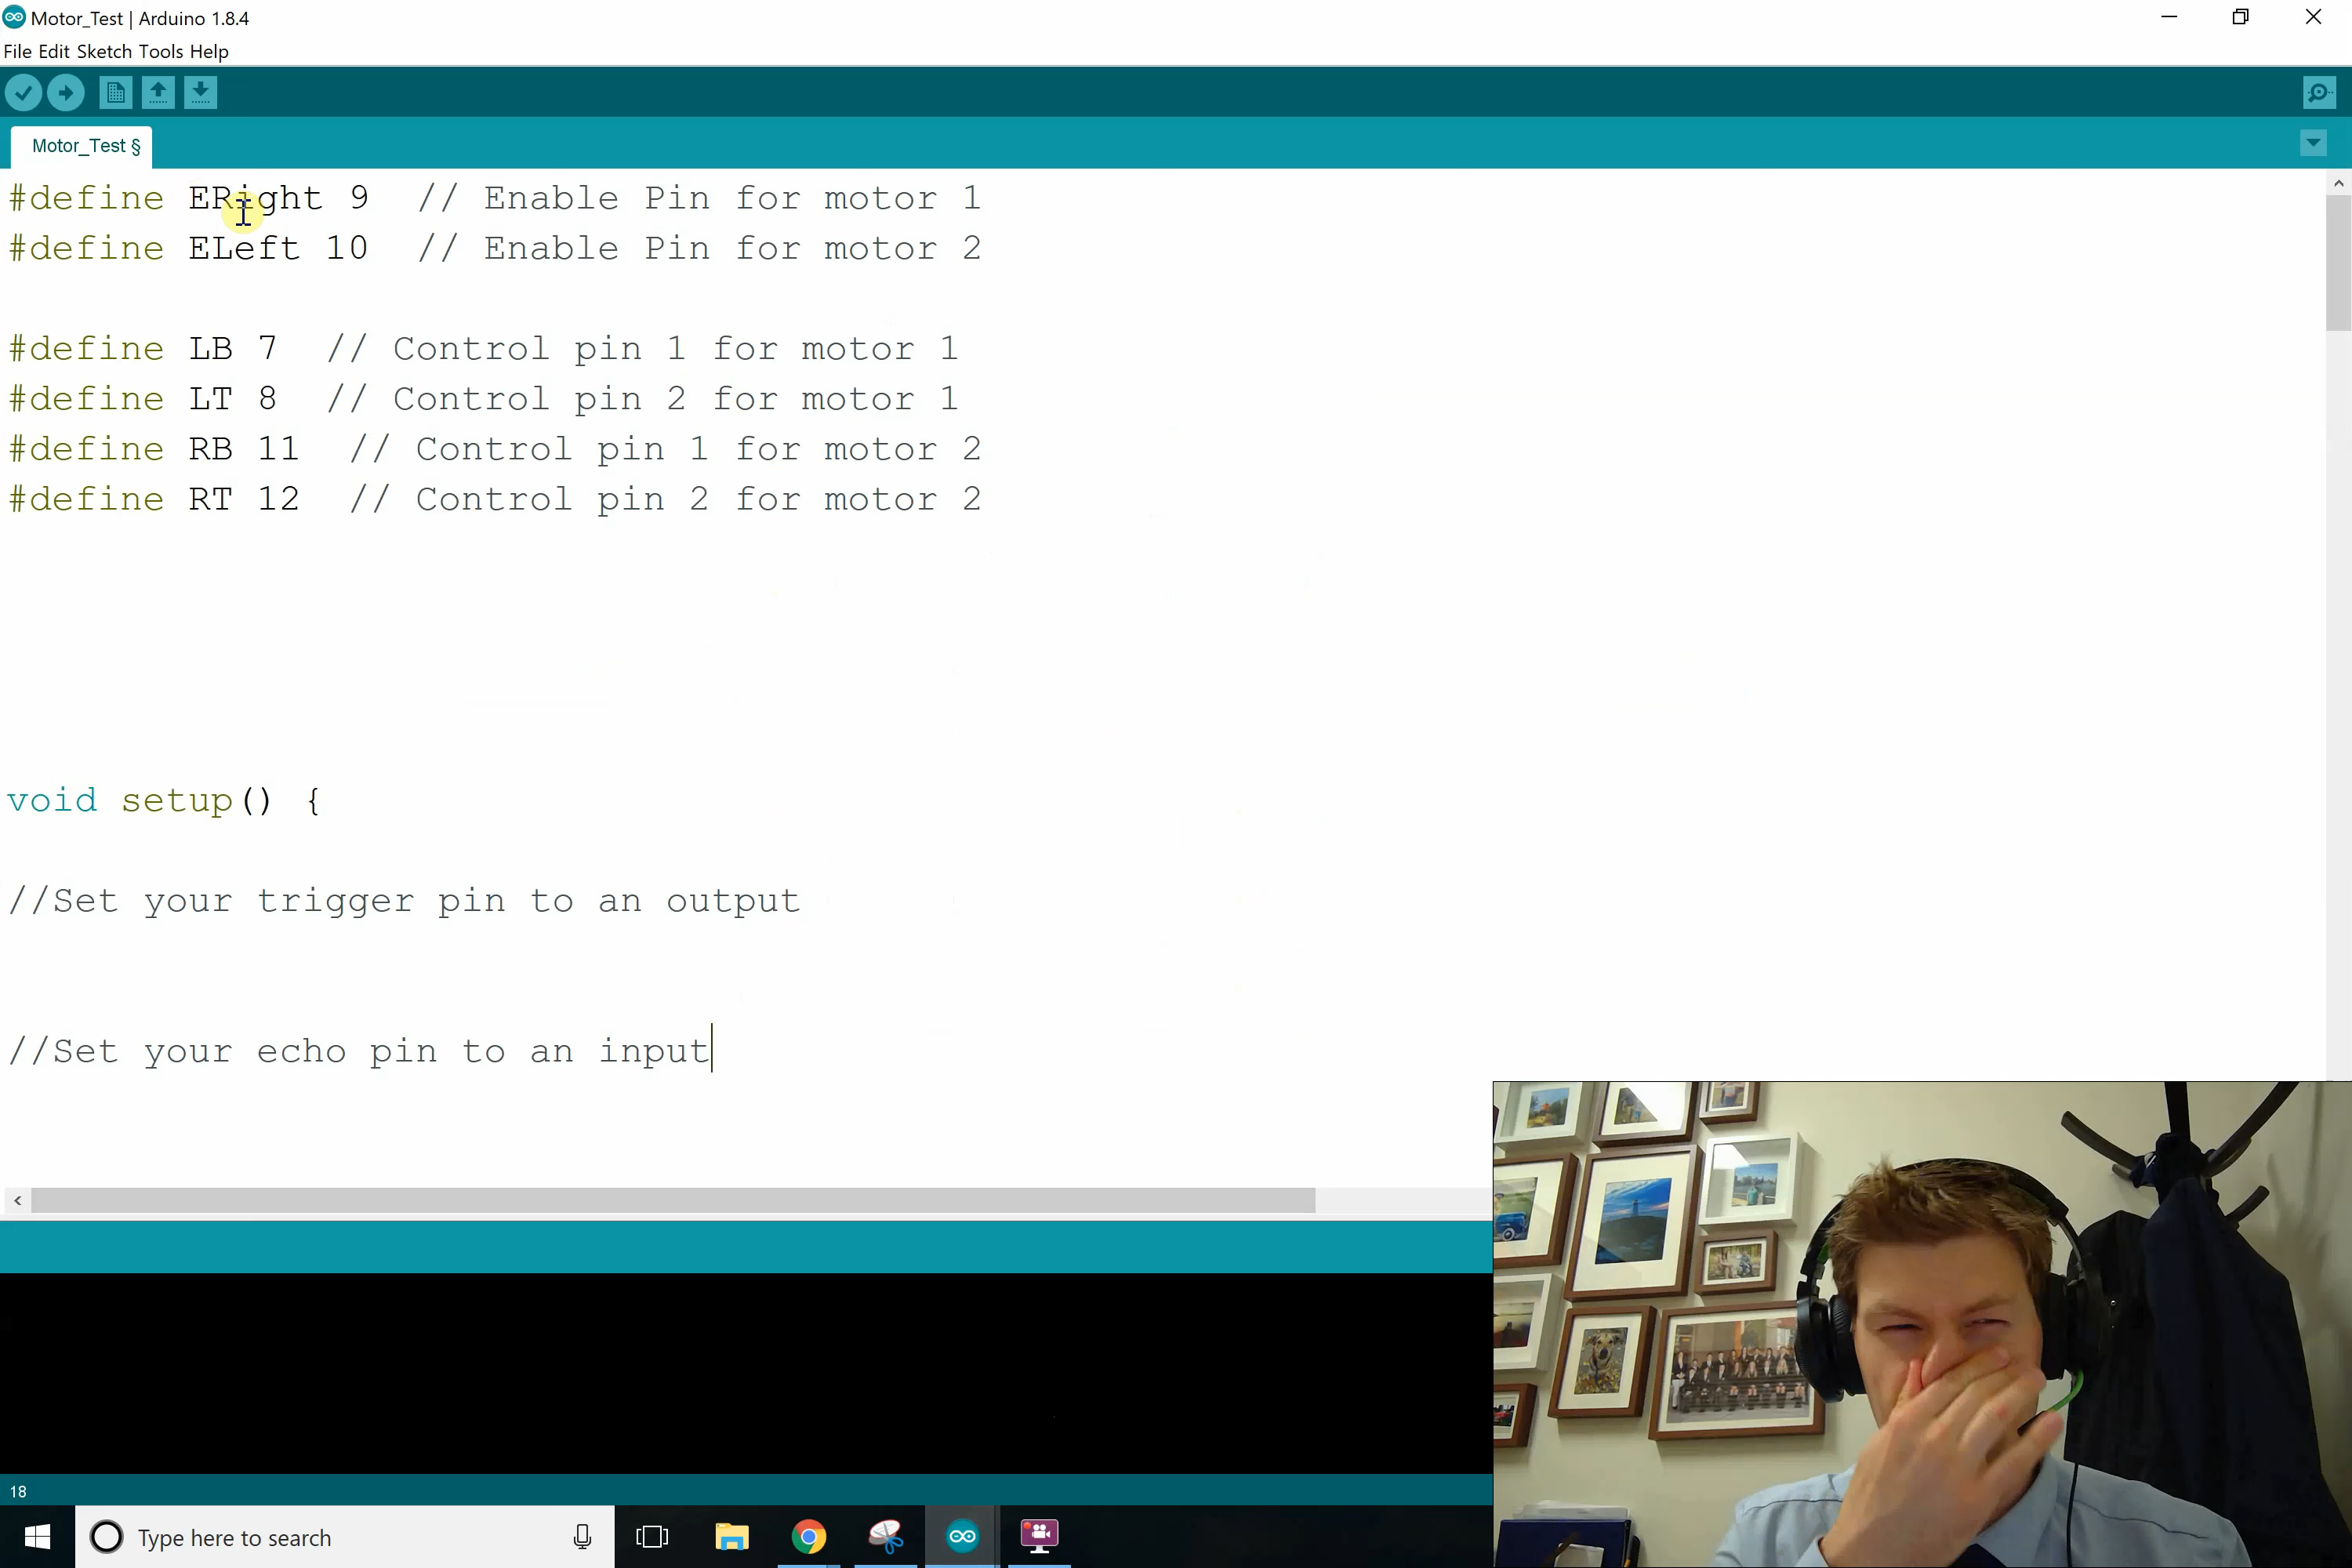 Motor_Test | Arduino 1.8.4
File Edit Sketch Tools Help
Motor_Test §
#define ERight 9 // Enable Pin for motor 1
#define ELeft 10 // Enable Pin for motor 2
#define LB 7 // Control pin 1 for motor 1
#define LT 8 // Control pin 2 for motor 1
#define RB 11 // Control pin 1 for motor 2
#define RT 12 // Control pin 2 for motor 2
void setup() {
//Set your trigger pin to an output
//Set your echo pin to an input
18
Type here to search